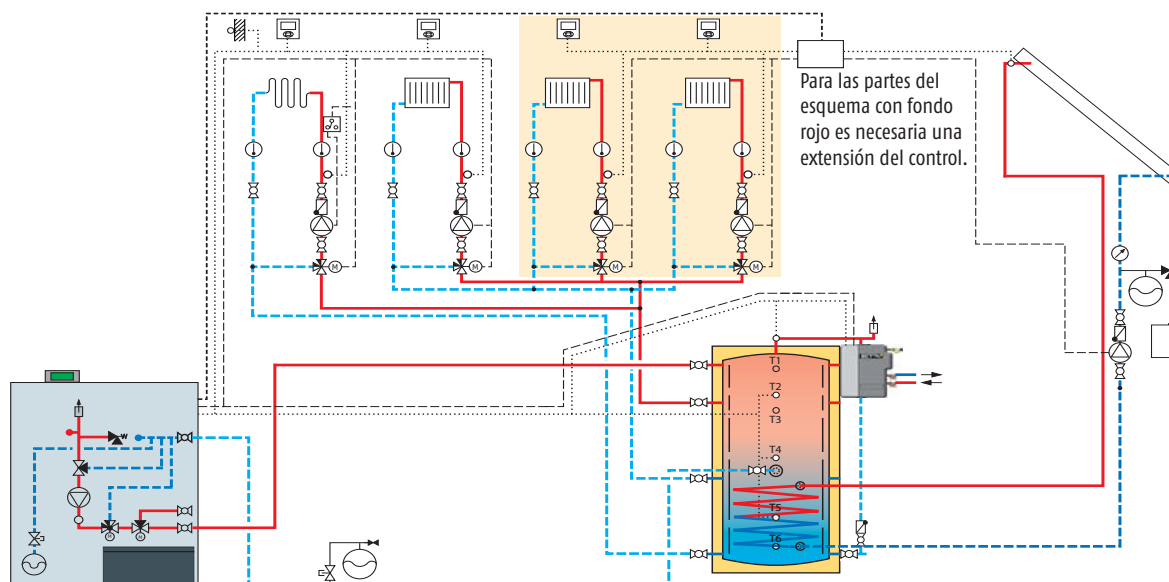 Para las partes del
esquema con fondo
rojo es necesaria una
extensión del control.
M
M
M
M
T1
T2
T3
T4
T5
T6
M
M